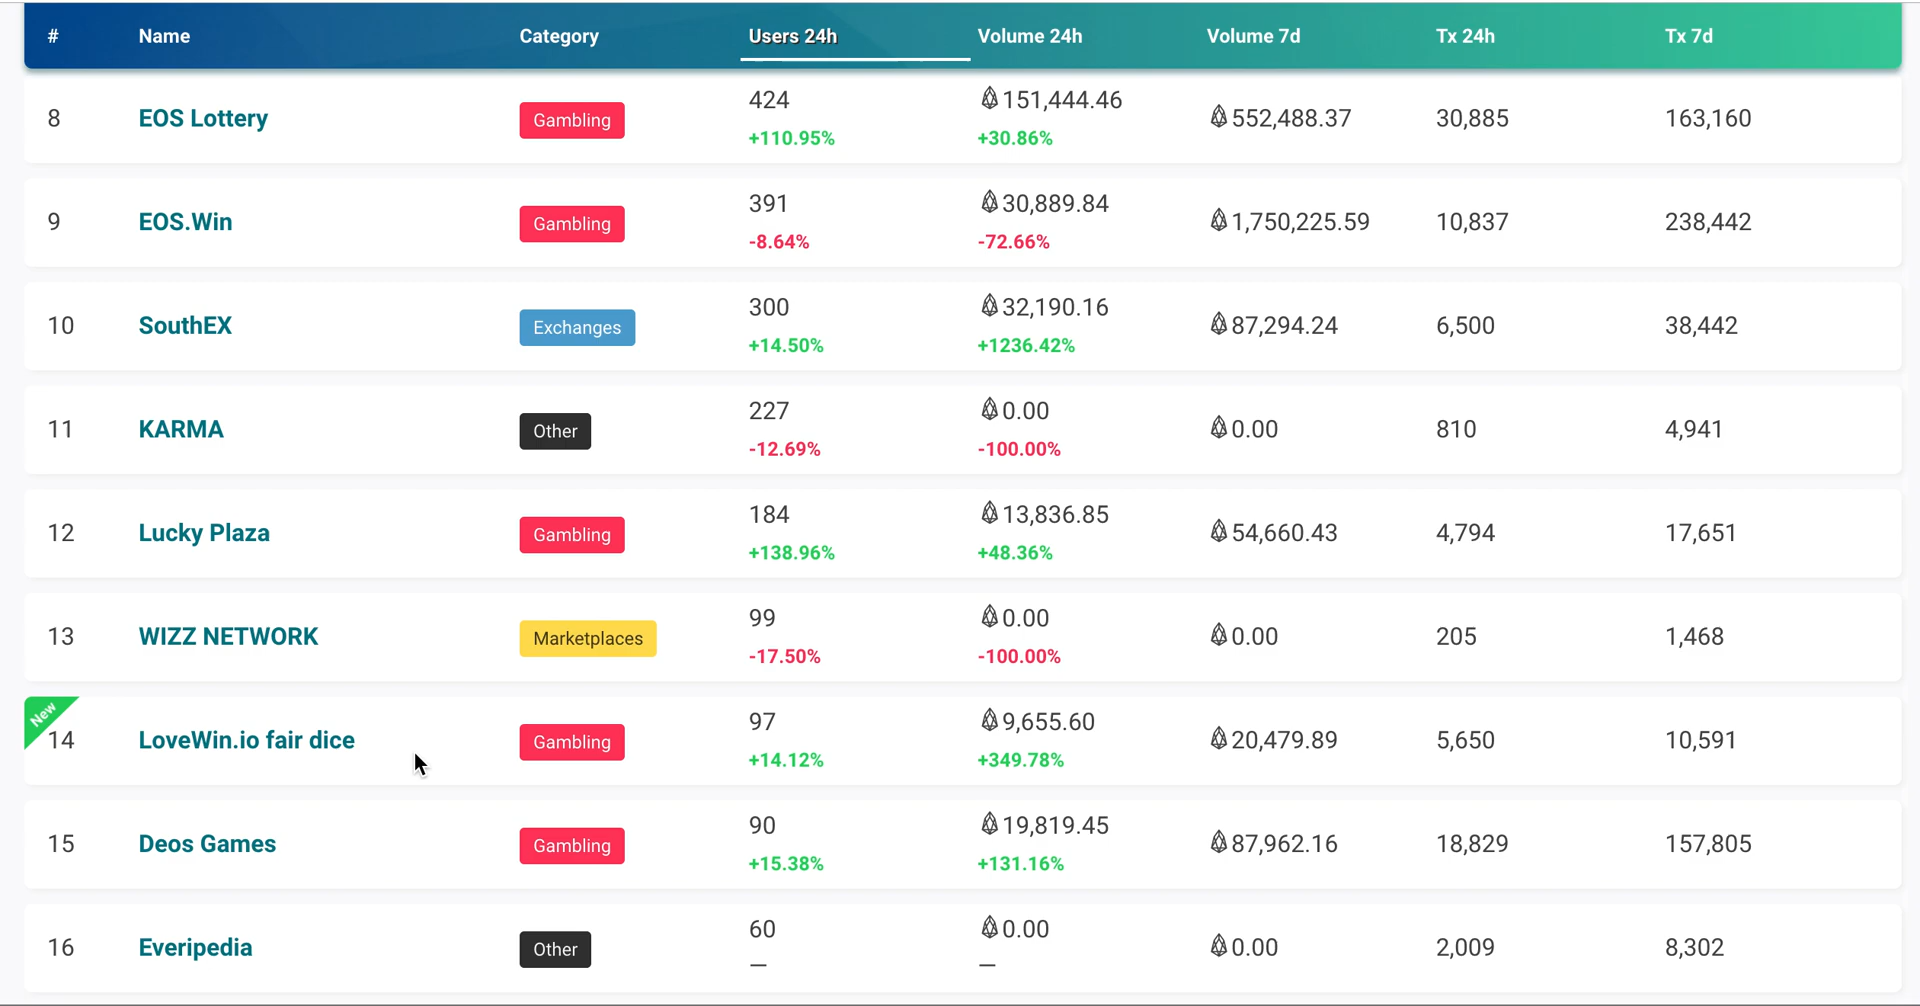 # Name Category Users 24h Volume 24h Volume 7d Tx 24h Tx 7d
8 EOS Lottery Gambling 424 151,444.46 552,488.37 30,885 163,160
+110.95% +30.86%
9 EOS.Win Gambling 391 30,889.84 1,750,225.59 10,837 238,442
-8.64% -72.66%
10 SouthEX Exchanges 300 32,190.16 87,294.24 6,500 38,442
+14.50% +1236.42%
11 KARMA Other 227 0.00 0.00 810 4,941
-12.69% -100.00%
12 Lucky Plaza Gambling 184 13,836.85 54,660.43 4,794 17,651
+138.96% +48.36%
13 WIZZ NETWORK Marketplaces 99 0.00 0.00 205 1,468
-17.50% -100.00%
New
14 LoveWin.io fair dice Gambling 97 9,655.60 20,479.89 5,650 10,591
+14.12% +349.78%
15 Deos Games Gambling 90 19,819.45 87,962.16 18,829 157,805
+15.38% +131.16%
16 Everipedia Other 60 0.00 0.00 2,009 8,302
— —